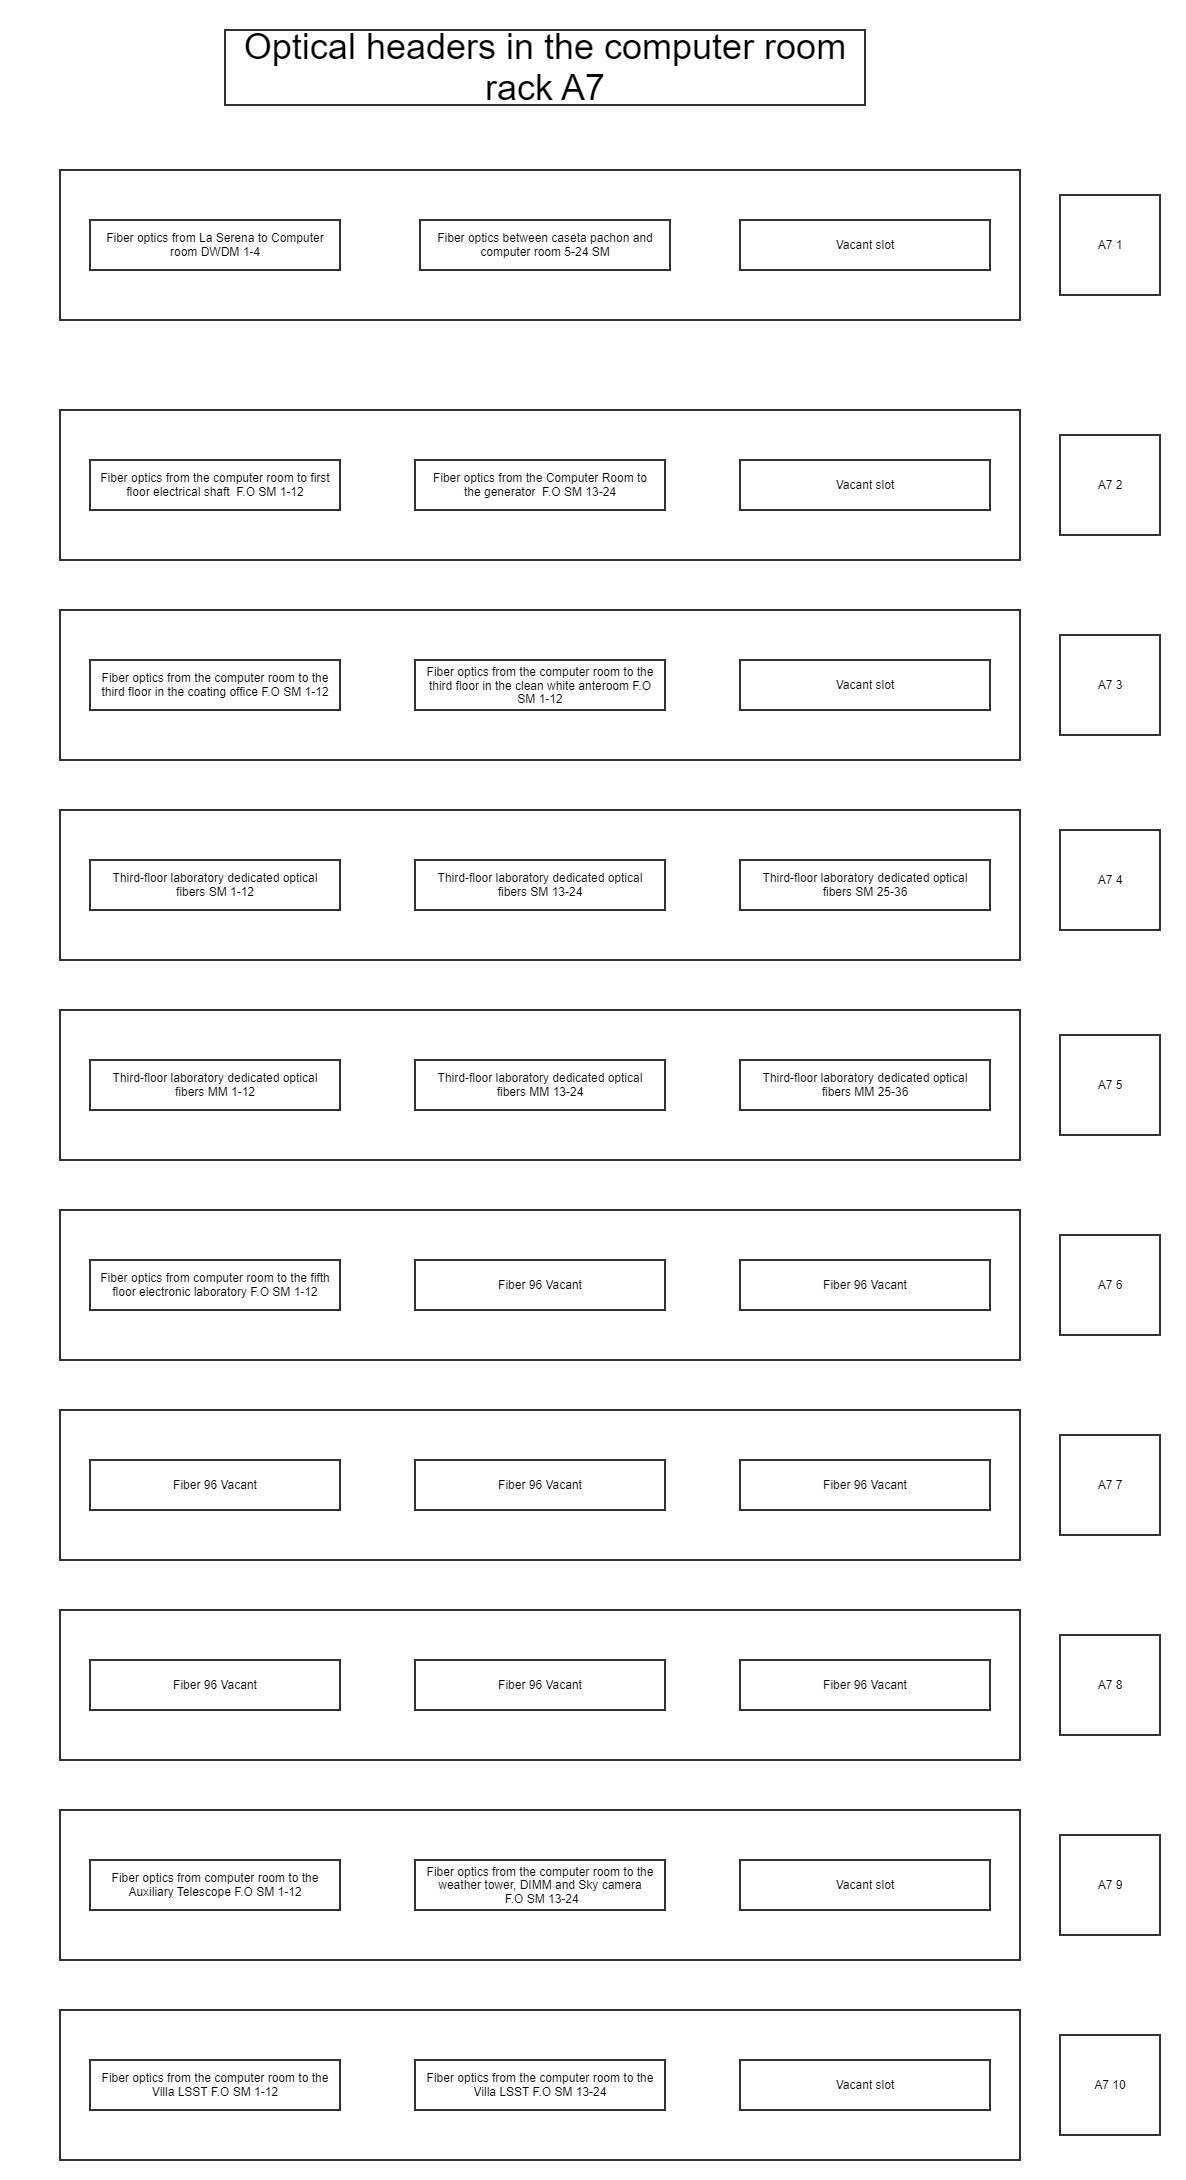 Optical headers in the computer room
rack A7
Fiber optics from La Serena to Computer
room DWDM 1-4
Fiber optics between caseta pachon and
computer room 5-24 SM
Vacant slot
A7 1
Fiber optics from the computer room to first
floor electrical shaft  F.O SM 1-12
Fiber optics from the Computer Room to
the generator  F.O SM 13-24
Vacant slot
A7 2
Fiber optics from the computer room to the
third floor in the coating office F.O SM 1-12
Fiber optics from the computer room to the
third floor in the clean white anteroom F.O
SM 1-12
Vacant slot
A7 3
Third-floor laboratory dedicated optical
fibers SM 1-12
Third-floor laboratory dedicated optical
fibers SM 13-24
Third-floor laboratory dedicated optical
fibers SM 25-36
A7 4
Third-floor laboratory dedicated optical
fibers MM 1-12
Third-floor laboratory dedicated optical
fibers MM 13-24
Third-floor laboratory dedicated optical
fibers MM 25-36
A7 5
Fiber optics from computer room to the fifth
floor electronic laboratory F.O SM 1-12
Fiber 96 Vacant
Fiber 96 Vacant
A7 6
Fiber 96 Vacant
Fiber 96 Vacant
Fiber 96 Vacant
A7 7
Fiber 96 Vacant
Fiber 96 Vacant
Fiber 96 Vacant
A7 8
Fiber optics from computer room to the
Auxiliary Telescope F.O SM 1-12
Fiber optics from the computer room to the
weather tower, DIMM and Sky camera
F.O SM 13-24
Vacant slot
A7 9
Fiber optics from the computer room to the
Villa LSST F.O SM 1-12
Fiber optics from the computer room to the
Villa LSST F.O SM 13-24
Vacant slot
A7 10